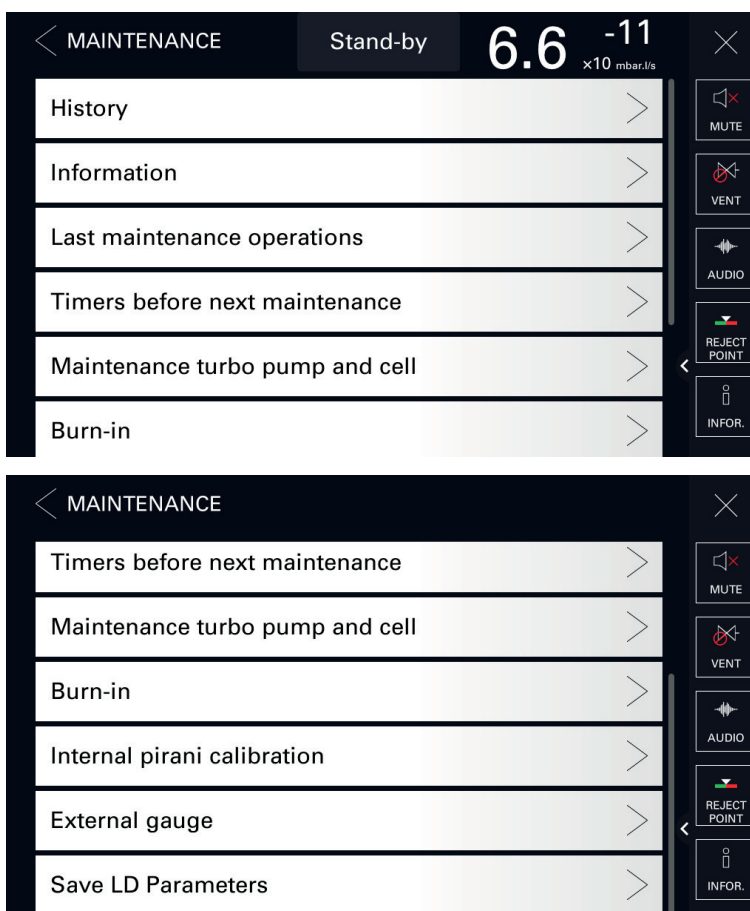 MAINTENANCE
Stand-by
6.6 x10 -11 mbar.l/s
History
Information
Last maintenance operations
Timers before next maintenance
Maintenance turbo pump and cell
Burn-in
MUTE
VENT
AUDIO
REJECT
POINT
INFOR.
MAINTENANCE
Timers before next maintenance
Maintenance turbo pump and cell
Burn-in
Internal pirani calibration
External gauge
Save LD Parameters
MUTE
VENT
AUDIO
REJECT
POINT
INFOR.